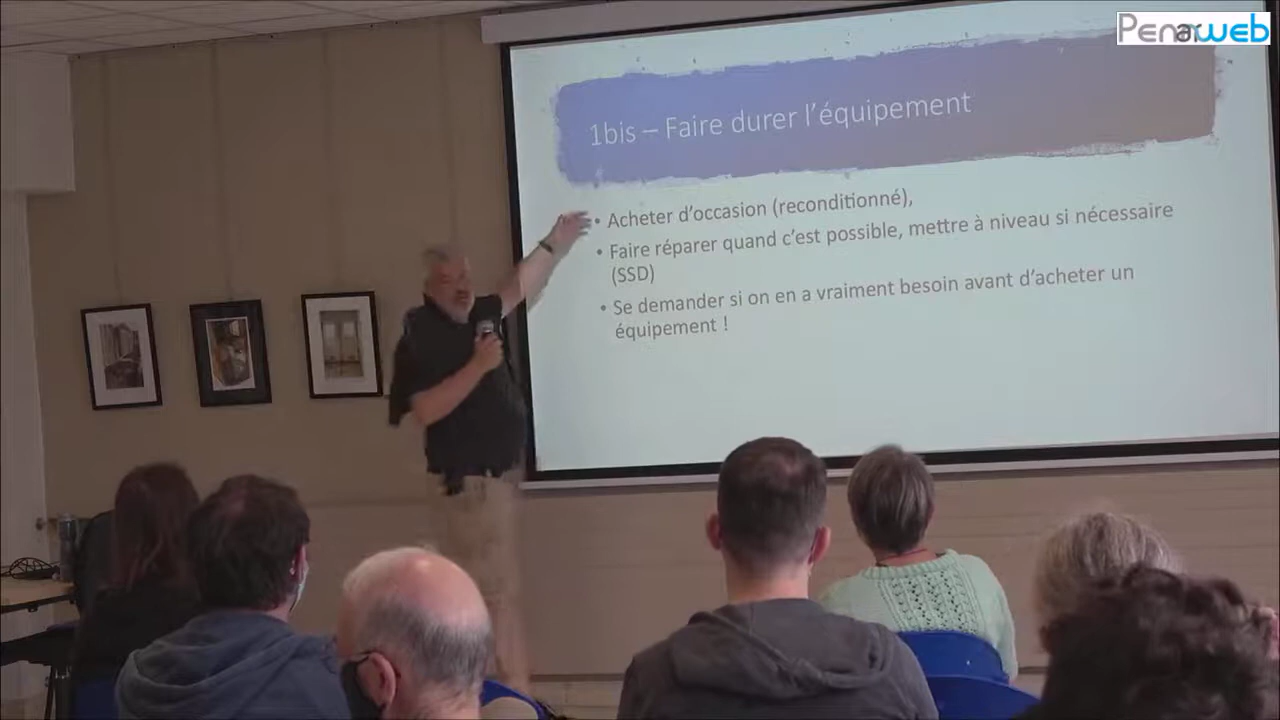 Penarweb
1bis – Faire durer l'équipement
• Acheter d'occasion (reconditionné),
• Faire réparer quand c'est possible, mettre à niveau si nécessaire
(SSD)
• Se demander si on en a vraiment besoin avant d'acheter un
équipement !